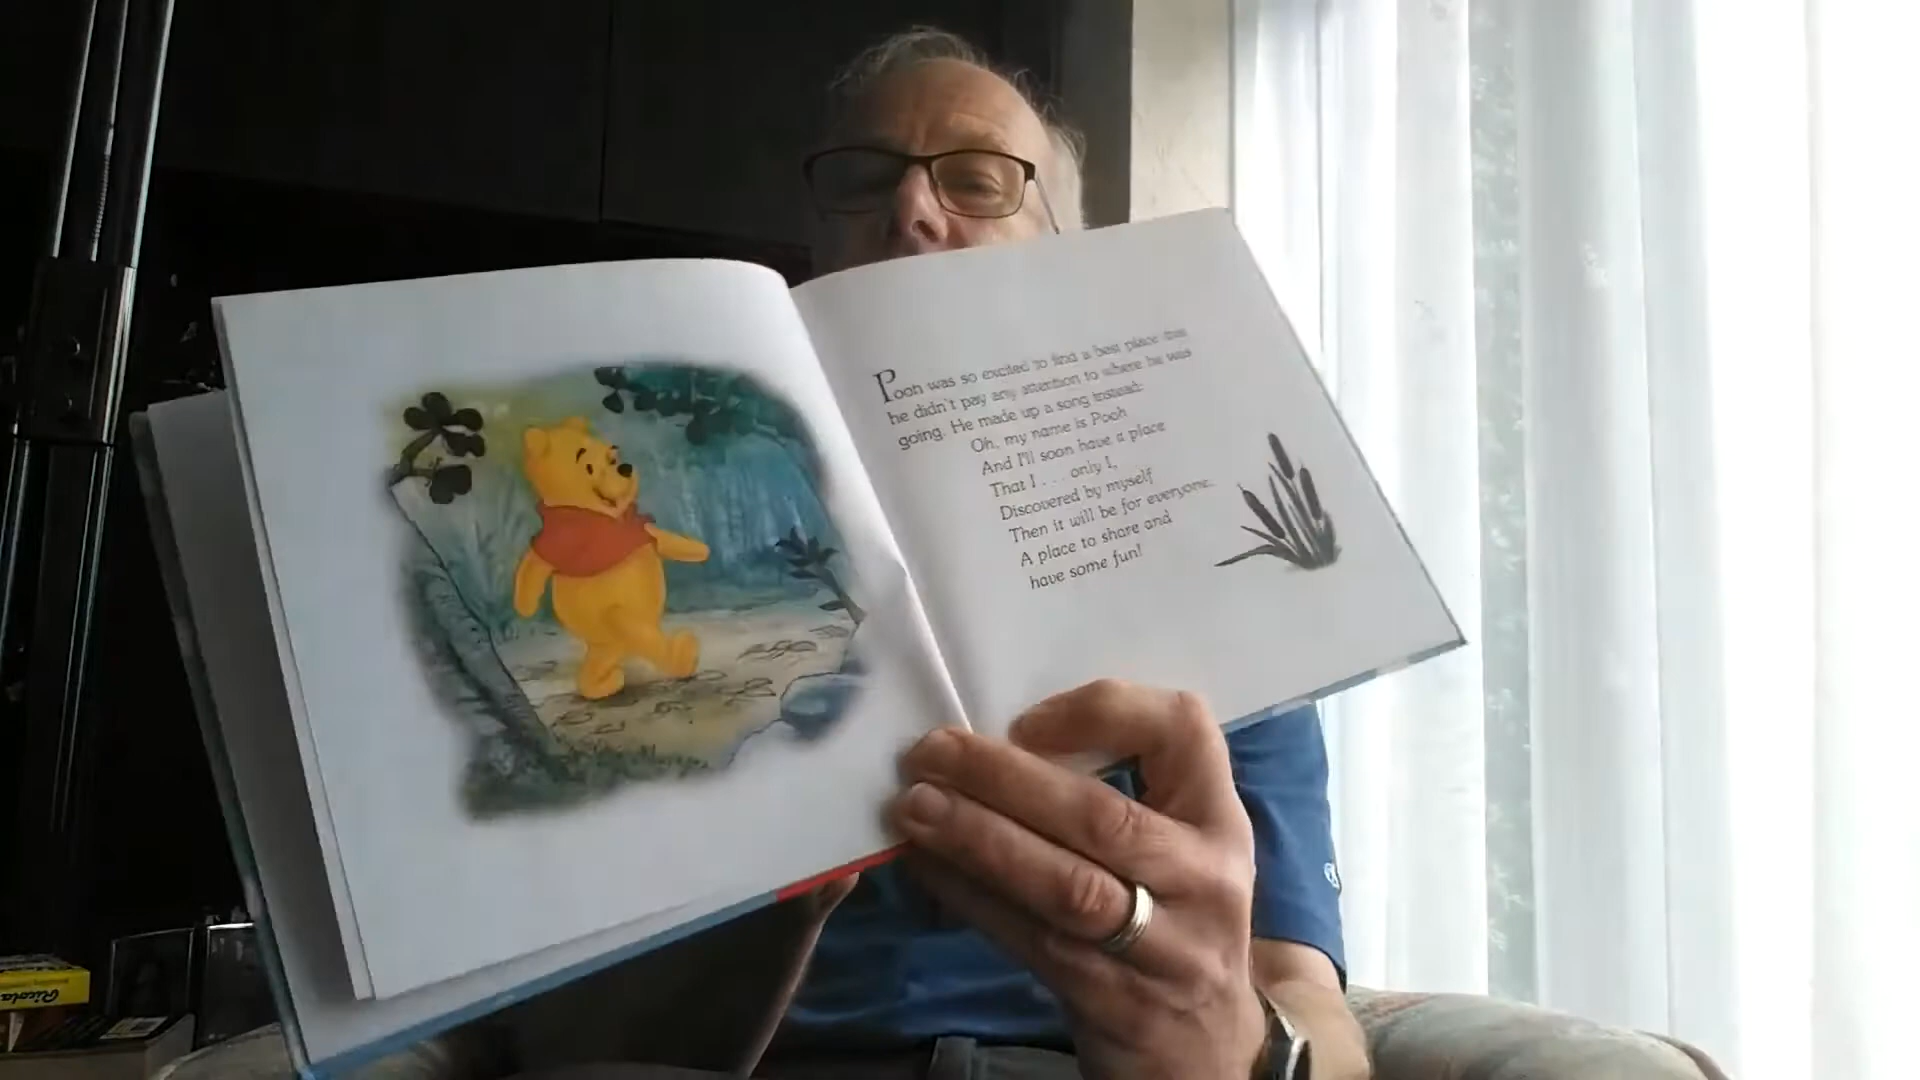 Pooh was so excited to find a best place that
he didn't pay any attention to where he was
going. He made up a song instead:
Oh, my name is Pooh
And I'll soon have a place
That I . . . only I,
Discovered by myself
Then it will be for everyone.
A place to share and
have some fun!
Ricola